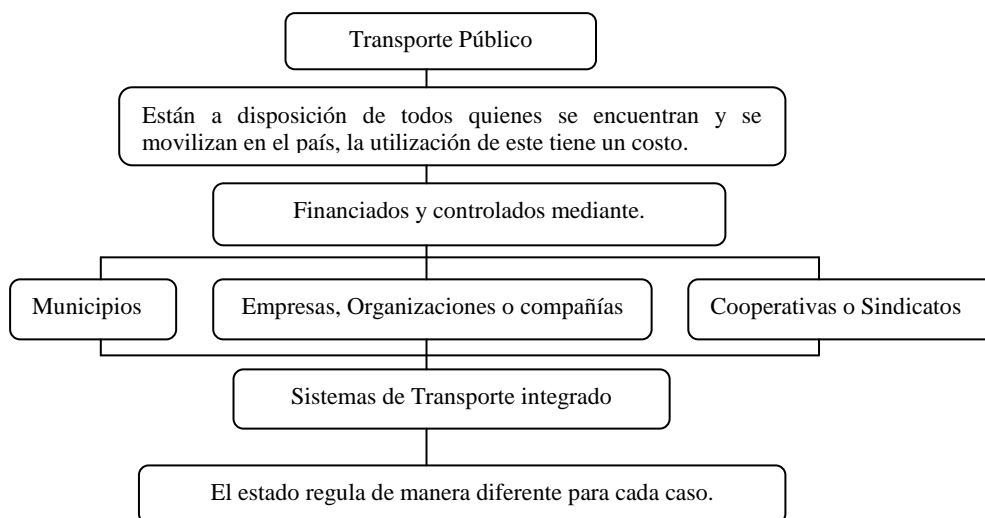 Transporte Público
Están a disposición de todos quienes se encuentran y se
movilizan en el país, la utilización de este tiene un costo.
Financiados y controlados mediante.
Municipios
Empresas, Organizaciones o compañías
Cooperativas o Sindicatos
Sistemas de Transporte integrado
El estado regula de manera diferente para cada caso.